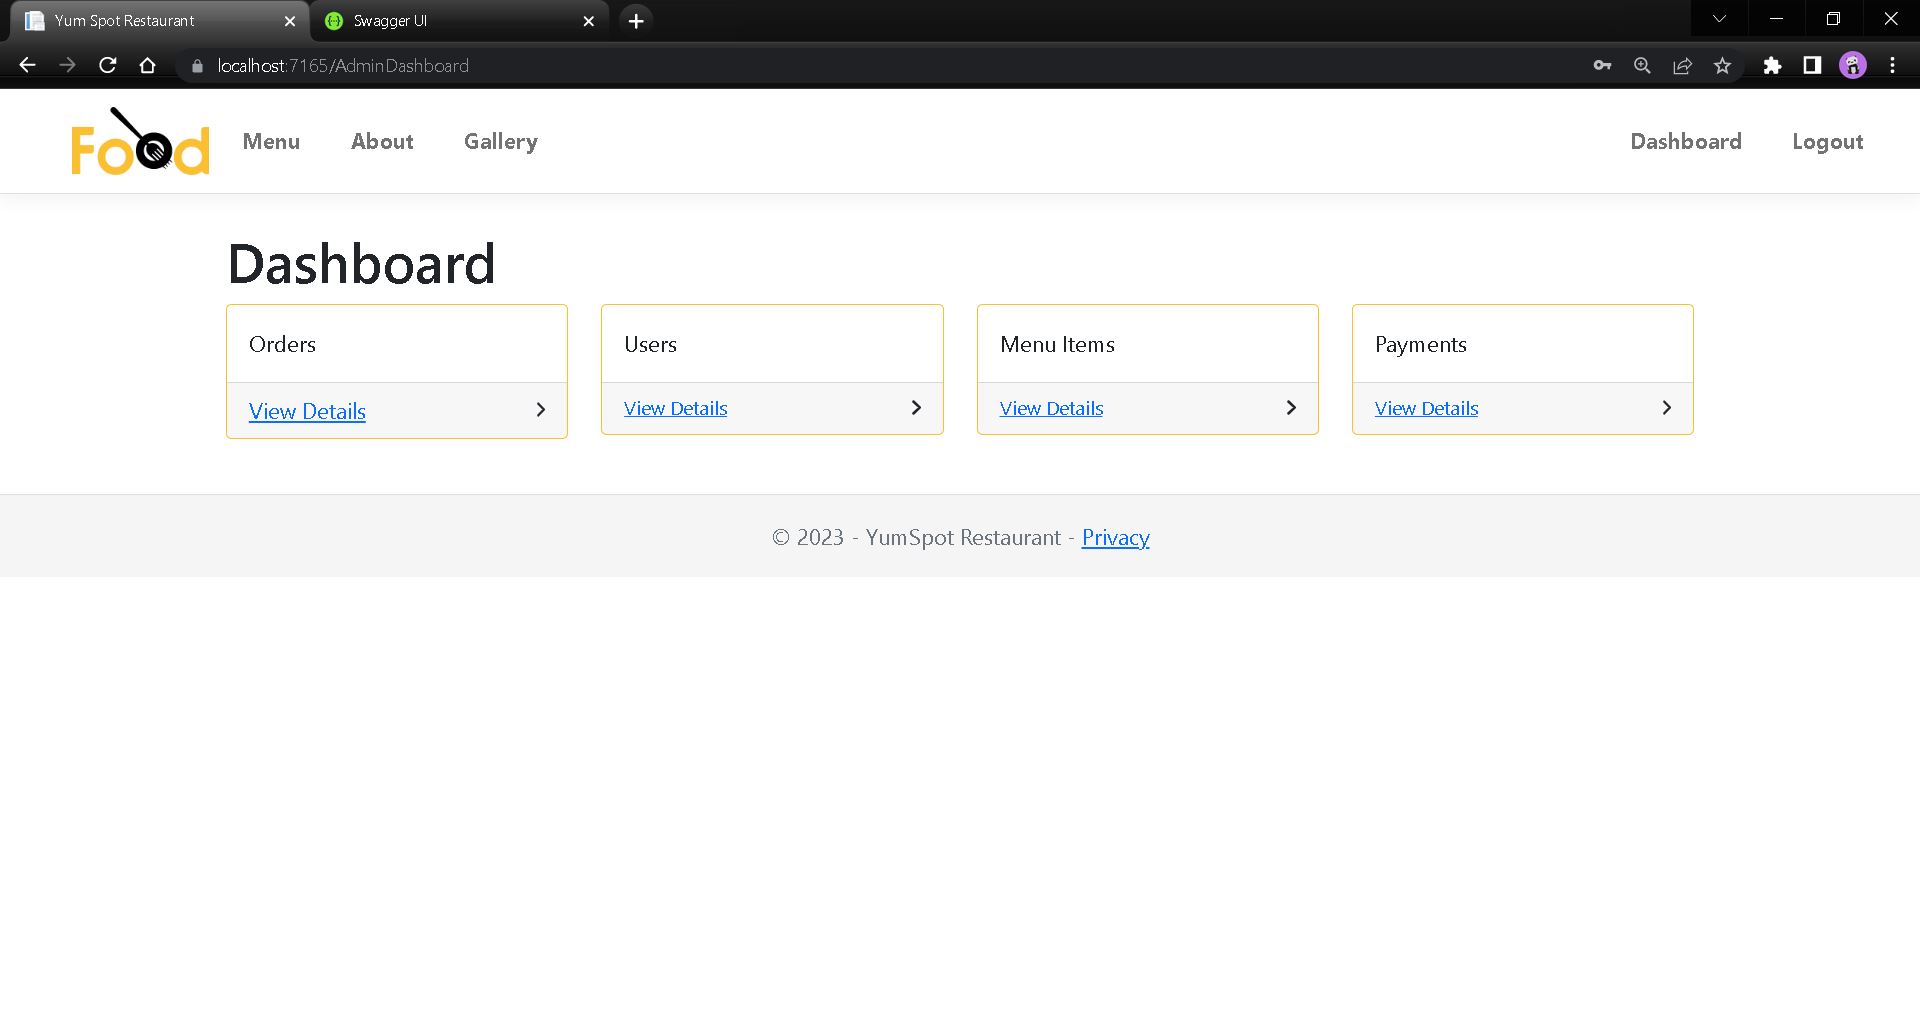 Yum Spot Restaurant
Swagger UI
localhost:7165/AdminDashboard
Food
Menu
About
Gallery
Dashboard
Logout
Dashboard
Orders
View Details
Users
View Details
Menu Items
View Details
Payments
View Details
© 2023 - YumSpot Restaurant - Privacy